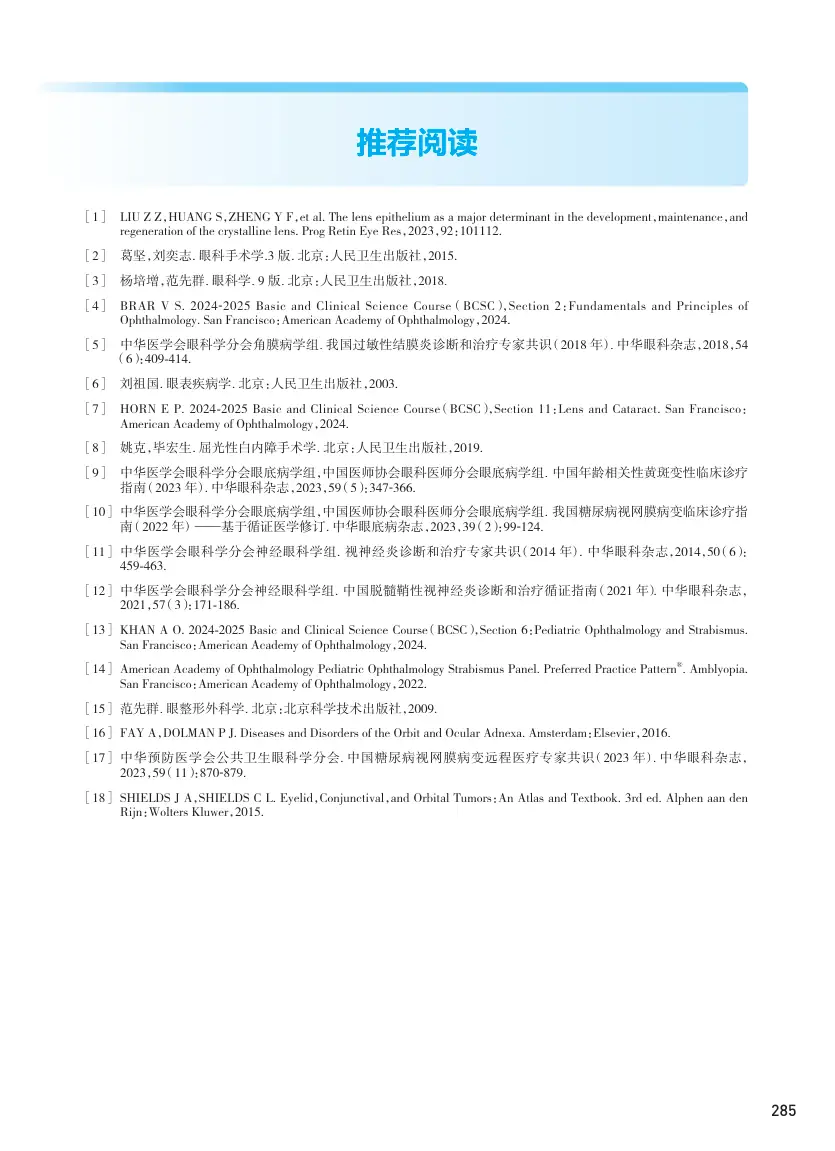 推荐阅读
［1］ LIU Z Z,HUANG S,ZHENG Y F,et al. The lens epithelium as a major determinant in the development,maintenance,and
regeneration of the crystalline lens. Prog Retin Eye Res,2023,92:101112.
［2］ 葛坚,刘奕志. 眼科手术学.3 版. 北京:人民卫生出版社,2015.
［3］ 杨培增,范先群. 眼科学. 9 版. 北京:人民卫生出版社,2018.
［4］ BRAR V S. 2024-2025 Basic and Clinical Science Course（BCSC）,Section 2:Fundamentals and Principles of
Ophthalmology. San Francisco:American Academy of Ophthalmology,2024.
［5］ 中华医学会眼科学分会角膜病学组. 我国过敏性结膜炎诊断和治疗专家共识（2018 年）. 中华眼科杂志,2018,54
（6）:409-414.
［6］ 刘祖国. 眼表疾病学. 北京:人民卫生出版社,2003.
［7］ HORN E P. 2024-2025 Basic and Clinical Science Course（BCSC）,Section 11:Lens and Cataract. San Francisco:
American Academy of Ophthalmology,2024.
［8］ 姚克,毕宏生. 屈光性白内障手术学. 北京:人民卫生出版社,2019.
［9］ 中华医学会眼科学分会眼底病学组,中国医师协会眼科医师分会眼底病学组. 中国年龄相关性黄斑变性临床诊疗
指南（2023 年）. 中华眼科杂志,2023,59（5）:347-366.
［10］ 中华医学会眼科学分会眼底病学组,中国医师协会眼科医师分会眼底病学组. 我国糖尿病视网膜病变临床诊疗指
南（2022 年）——基于循证医学修订. 中华眼底病杂志,2023,39（2）:99-124.
［11］ 中华医学会眼科学分会神经眼科学组. 视神经炎诊断和治疗专家共识（2014 年）. 中华眼科杂志,2014,50（6）:
459-463.
［12］ 中华医学会眼科学分会神经眼科学组. 中国脱髓鞘性视神经炎诊断和治疗循证指南（2021 年）. 中华眼科杂志,
2021,57（3）:171-186.
［13］ KHAN A O. 2024-2025 Basic and Clinical Science Course（BCSC）,Section 6:Pediatric Ophthalmology and Strabismus.
San Francisco:American Academy of Ophthalmology,2024.
［14］ American Academy of Ophthalmology Pediatric Ophthalmology Strabismus Panel. Preferred Practice Pattern®. Amblyopia.
San Francisco:American Academy of Ophthalmology,2022.
［15］ 范先群. 眼整形外科学. 北京:北京科学技术出版社,2009.
［16］ FAY A,DOLMAN P J. Diseases and Disorders of the Orbit and Ocular Adnexa. Amsterdam:Elsevier,2016.
［17］ 中华预防医学会公共卫生眼科学分会. 中国糖尿病视网膜病变远程医疗专家共识（2023 年）. 中华眼科杂志,
2023,59（11）:870-879.
［18］ SHIELDS J A,SHIELDS C L. Eyelid,Conjunctival,and Orbital Tumors:An Atlas and Textbook. 3rd ed. Alphen aan den
Rijn:Wolters Kluwer,2015.
285